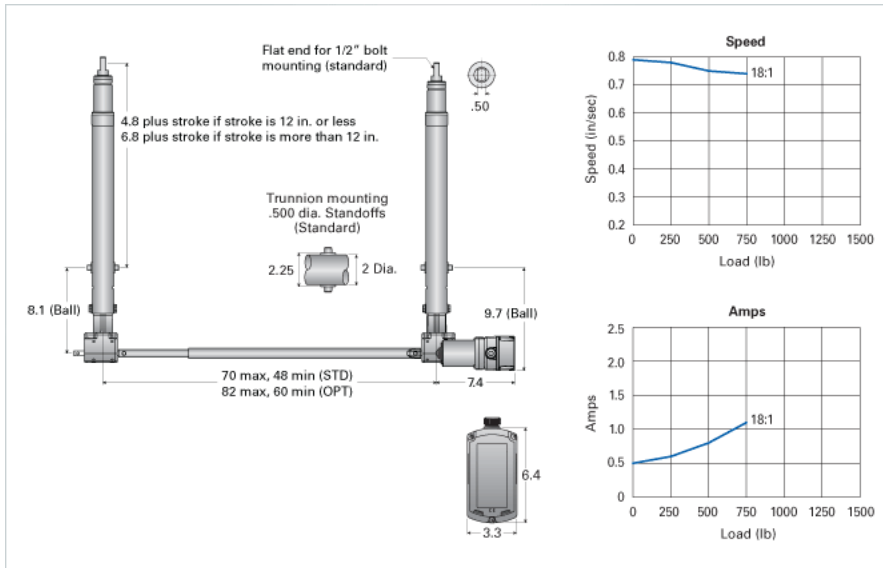 Flat end for 1/2" bolt
mounting (standard)
.50
4.8 plus stroke if stroke is 12 in. or less
6.8 plus stroke if stroke is more than 12 in.
Trunnion mounting
.500 dia. Standoffs
(Standard)
2.25
2 Dia.
8.1 (Ball)
9.7 (Ball)
70 max, 48 min (STD)
82 max, 60 min (OPT)
7.4
6.4
3.3
Speed
Speed (in/sec)
0.8
0.7
0.6
0.5
0.4
0.3
0.2
18:1
0 250 500 750 1000 1250 1500
Load (lb)
Amps
Amps
2.5
2.0
1.5
1.0
0.5
0
18:1
0 250 500 750 1000 1250 1500
Load (lb)